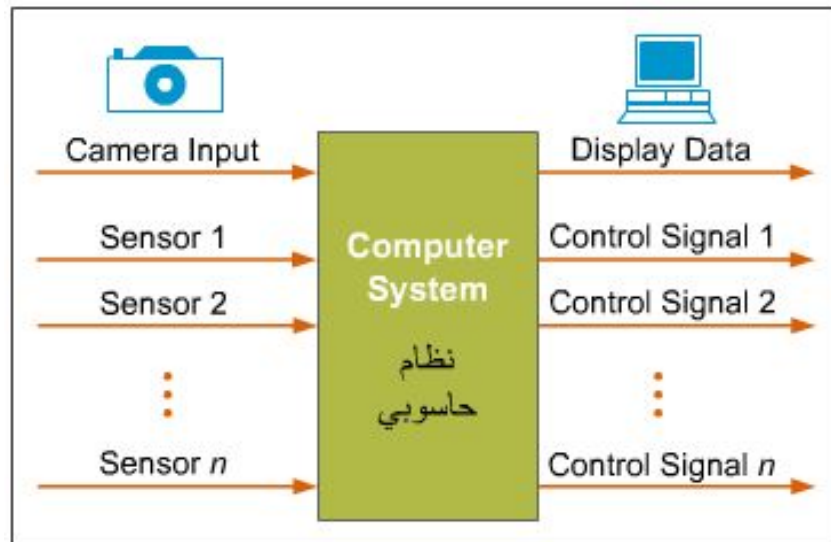 Camera Input
Display Data
Sensor 1
Computer System
Control Signal 1
Sensor 2
Control Signal 2
نظام
حاسوبي
Sensor n
Control Signal n